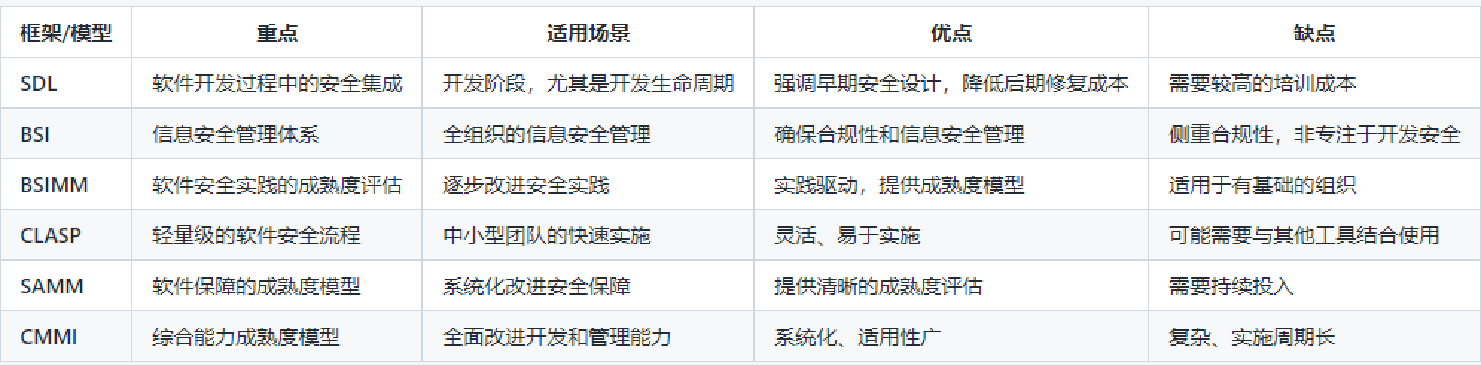 框架/模型 重点 适用场景 优点 缺点
SDL 软件开发过程中的安全集成 开发阶段，尤其是开发生命周期 强调早期安全设计，降低后期修复成本 需要较高的培训成本
BSI 信息安全管理体系 全组织的信息安全管理 确保合规性和信息安全管理 侧重合规性，非专注于开发安全
BSIMM 软件安全实践的成熟度评估 逐步改进安全实践 实践驱动，提供成熟度模型 适用于有基础的组织
CLASP 轻量级的软件安全流程 中小型团队的快速实施 灵活、易于实施 可能需要与其他工具结合使用
SAMM 软件保障的成熟度模型 系统化改进安全保障 提供清晰的成熟度评估 需要持续投入
CMMI 综合能力成熟度模型 全面改进开发和管理能力 系统化、适用性广 复杂、实施周期长